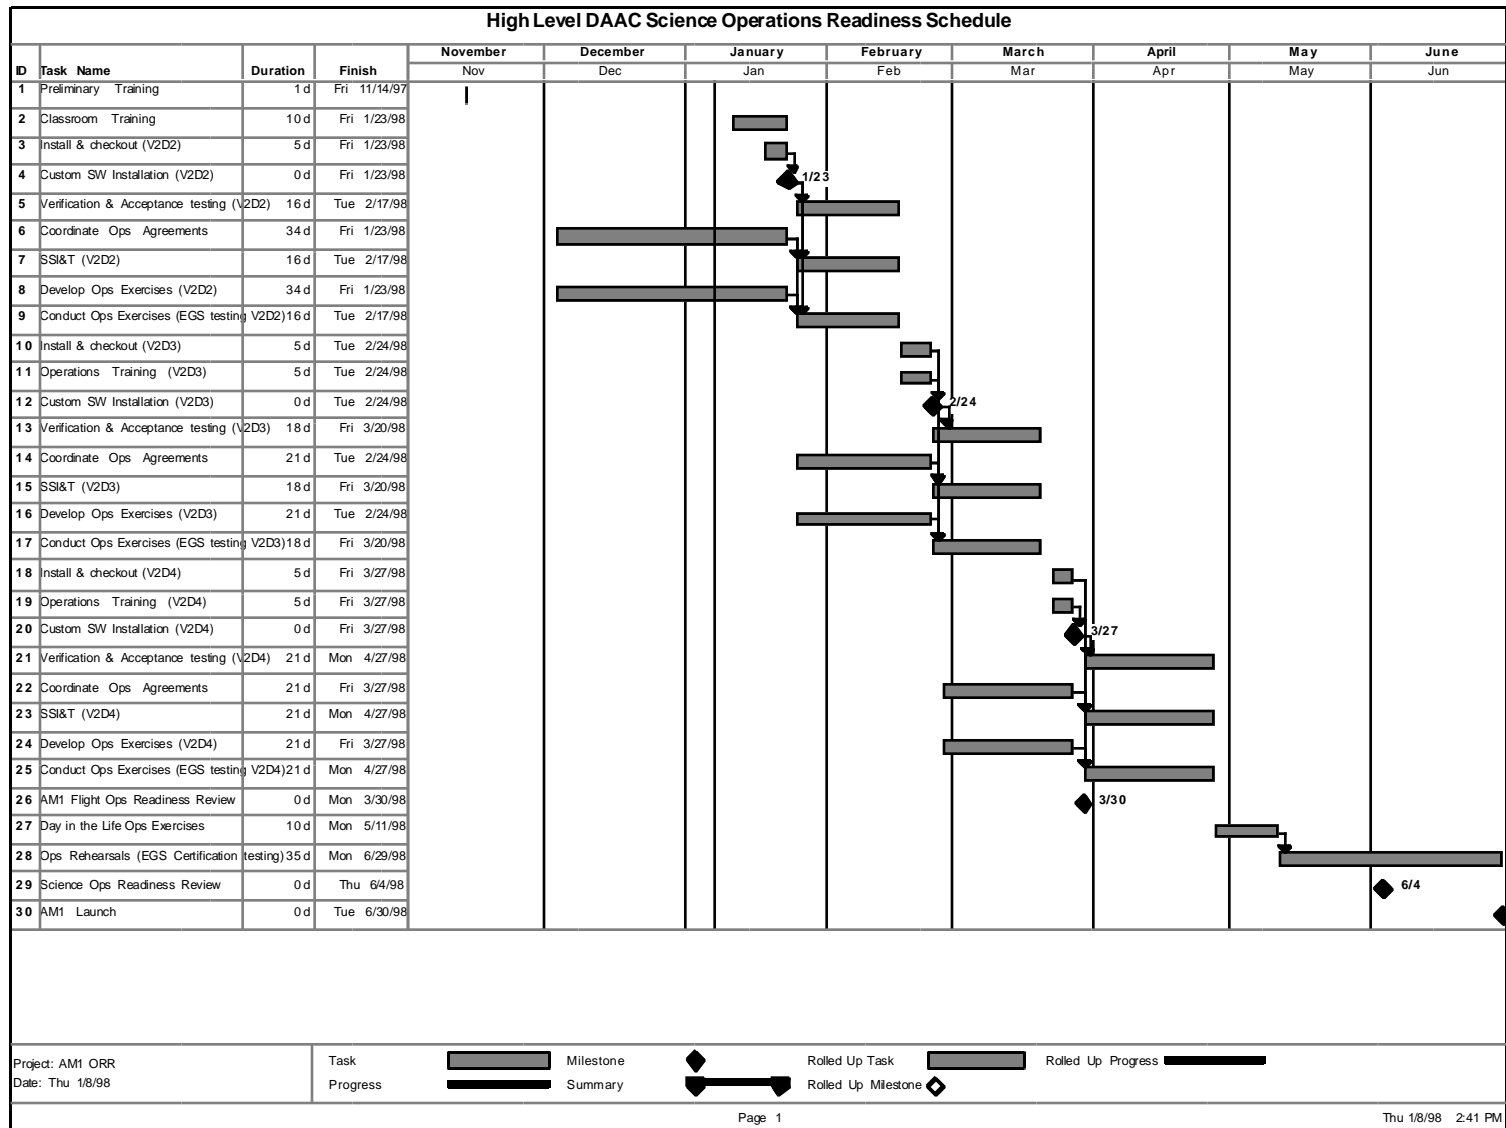 High Level DAAC Science Operations Readiness Schedule
November December January February March April May June
ID Task Name Duration Finish Nov Dec Jan Feb Mar Apr May Jun
1 Preliminary Training 1 d Fri 11/14/97
2 Classroom Training 10 d Fri 1/23/98
3 Install & checkout (V2D2) 5 d Fri 1/23/98
4 Custom SW Installation (V2D2) 0 d Fri 1/23/98 1/23
5 Verification & Acceptance testing (V2D2) 16 d Tue 2/17/98
6 Coordinate Ops Agreements 34 d Fri 1/23/98
7 SSI&T (V2D2) 16 d Tue 2/17/98
8 Develop Ops Exercises (V2D2) 34 d Fri 1/23/98
9 Conduct Ops Exercises (EGS testing V2D2) 16 d Tue 2/17/98
10 Install & checkout (V2D3) 5 d Tue 2/24/98
11 Operations Training (V2D3) 5 d Tue 2/24/98
12 Custom SW Installation (V2D3) 0 d Tue 2/24/98 2/24
13 Verification & Acceptance testing (V2D3) 18 d Fri 3/20/98
14 Coordinate Ops Agreements 21 d Tue 2/24/98
15 SSI&T (V2D3) 18 d Fri 3/20/98
16 Develop Ops Exercises (V2D3) 21 d Tue 2/24/98
17 Conduct Ops Exercises (EGS testing V2D3) 18 d Fri 3/20/98
18 Install & checkout (V2D4) 5 d Fri 3/27/98
19 Operations Training (V2D4) 5 d Fri 3/27/98
20 Custom SW Installation (V2D4) 0 d Fri 3/27/98 3/27
21 Verification & Acceptance testing (V2D4) 21 d Mon 4/27/98
22 Coordinate Ops Agreements 21 d Fri 3/27/98
23 SSI&T (V2D4) 21 d Mon 4/27/98
24 Develop Ops Exercises (V2D4) 21 d Fri 3/27/98
25 Conduct Ops Exercises (EGS testing V2D4) 21 d Mon 4/27/98
26 AM1 Flight Ops Readiness Review 0 d Mon 3/30/98 3/30
27 Day in the Life Ops Exercises 10 d Mon 5/11/98
28 Ops Rehearsals (EGS Certification testing) 35 d Mon 6/29/98
29 Science Ops Readiness Review 0 d Thu 6/4/98 6/4
30 AM1 Launch 0 d Tue 6/30/98
Project: AM1 ORR Task Milestone Rolled Up Task Rolled Up Progress
Date: Thu 1/8/98 Progress Summary Rolled Up Milestone
Page 1 Thu 1/8/98 2:41 PM